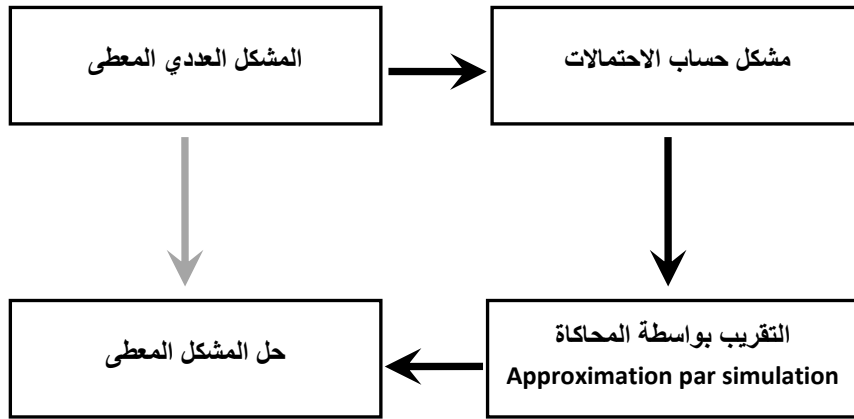 المشكل العددي المعطى
مشكل حساب الاحتمالات
حل المشكل المعطى
التقريب بواسطة المحاكاة
Approximation par simulation